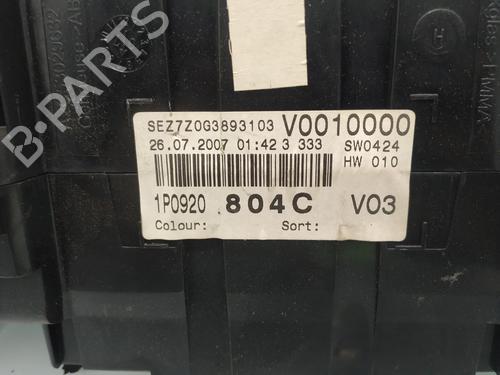 SEZ7Z0G3893103 V0010000
26.07.2007 01:42 3 333 SW0424
HW 010
1P0920 804C V03
Colour: Sort:
B-PARTS